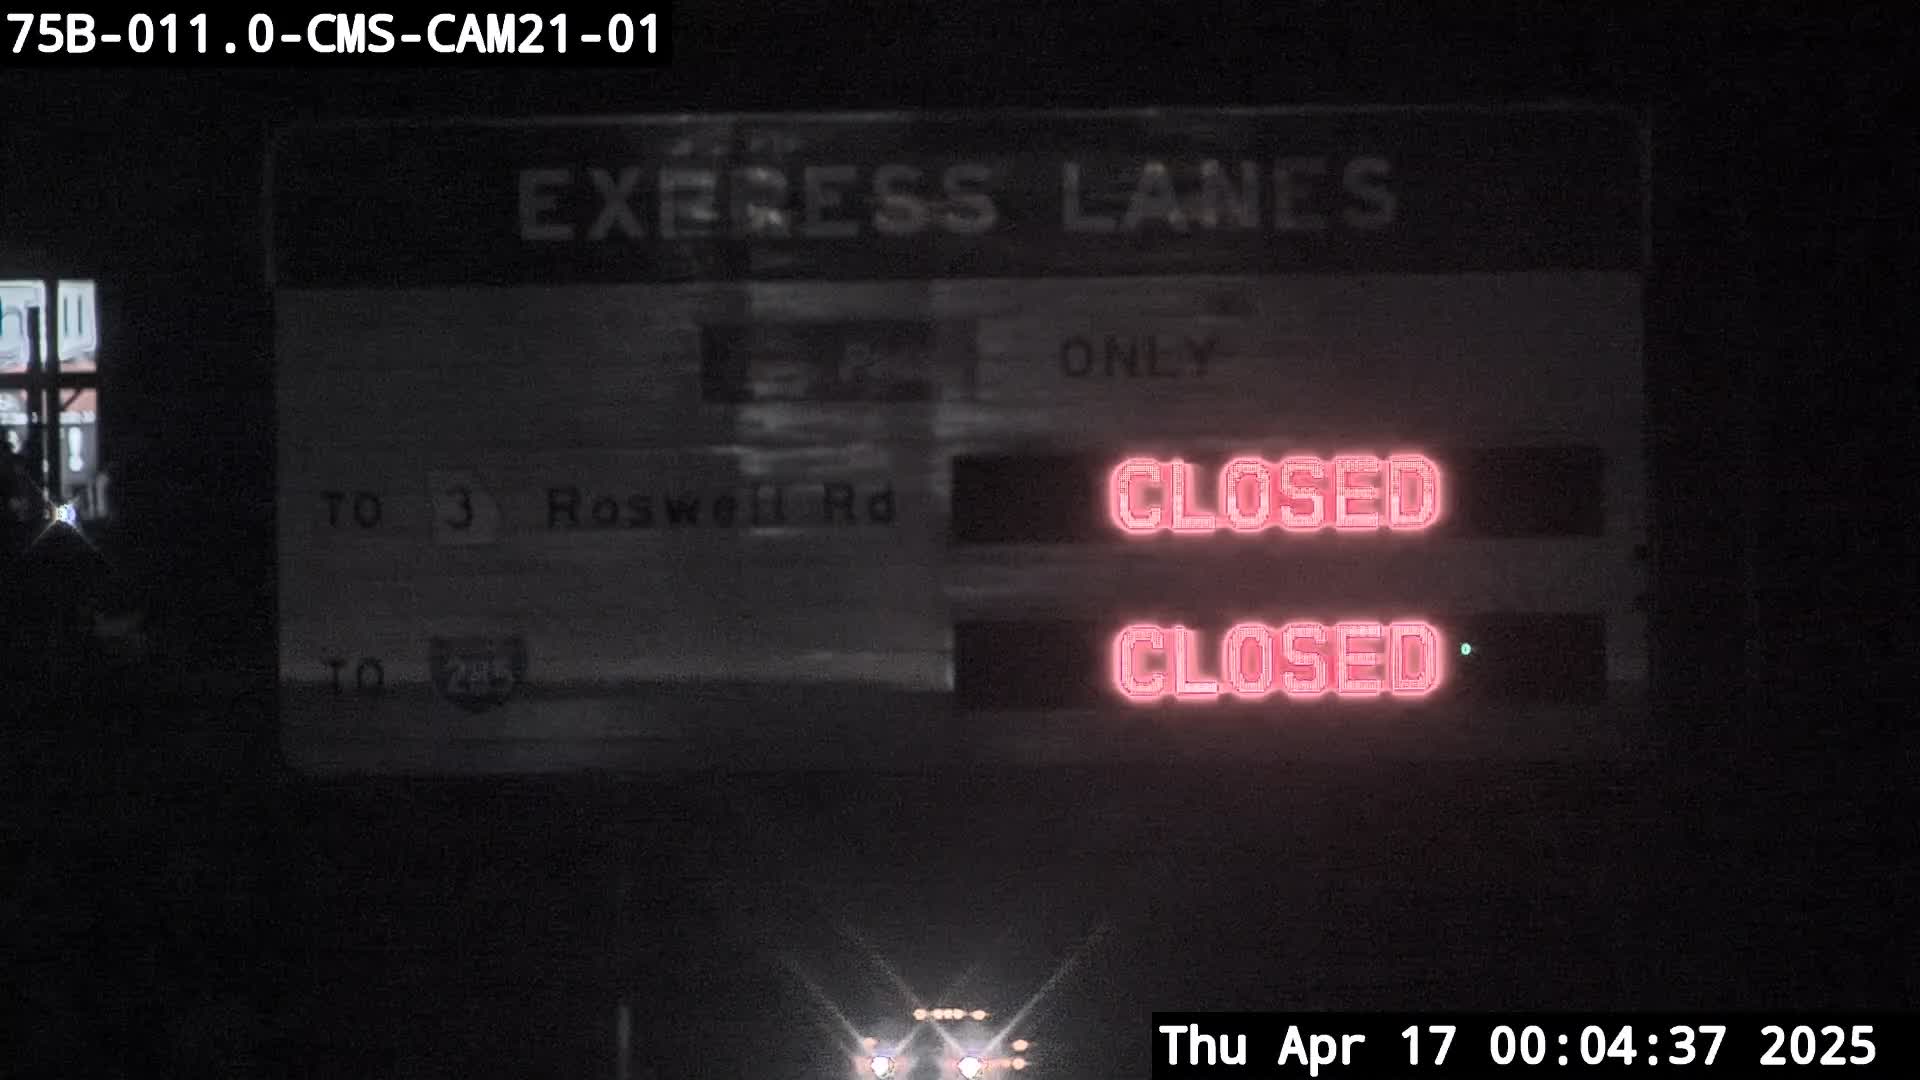 75B-011.0-CMS-CAM21-01
EXPRESS LANES
ONLY
TO 3 Roswell Rd CLOSED
TO CLOSED
Thu Apr 17 00:04:37 2025